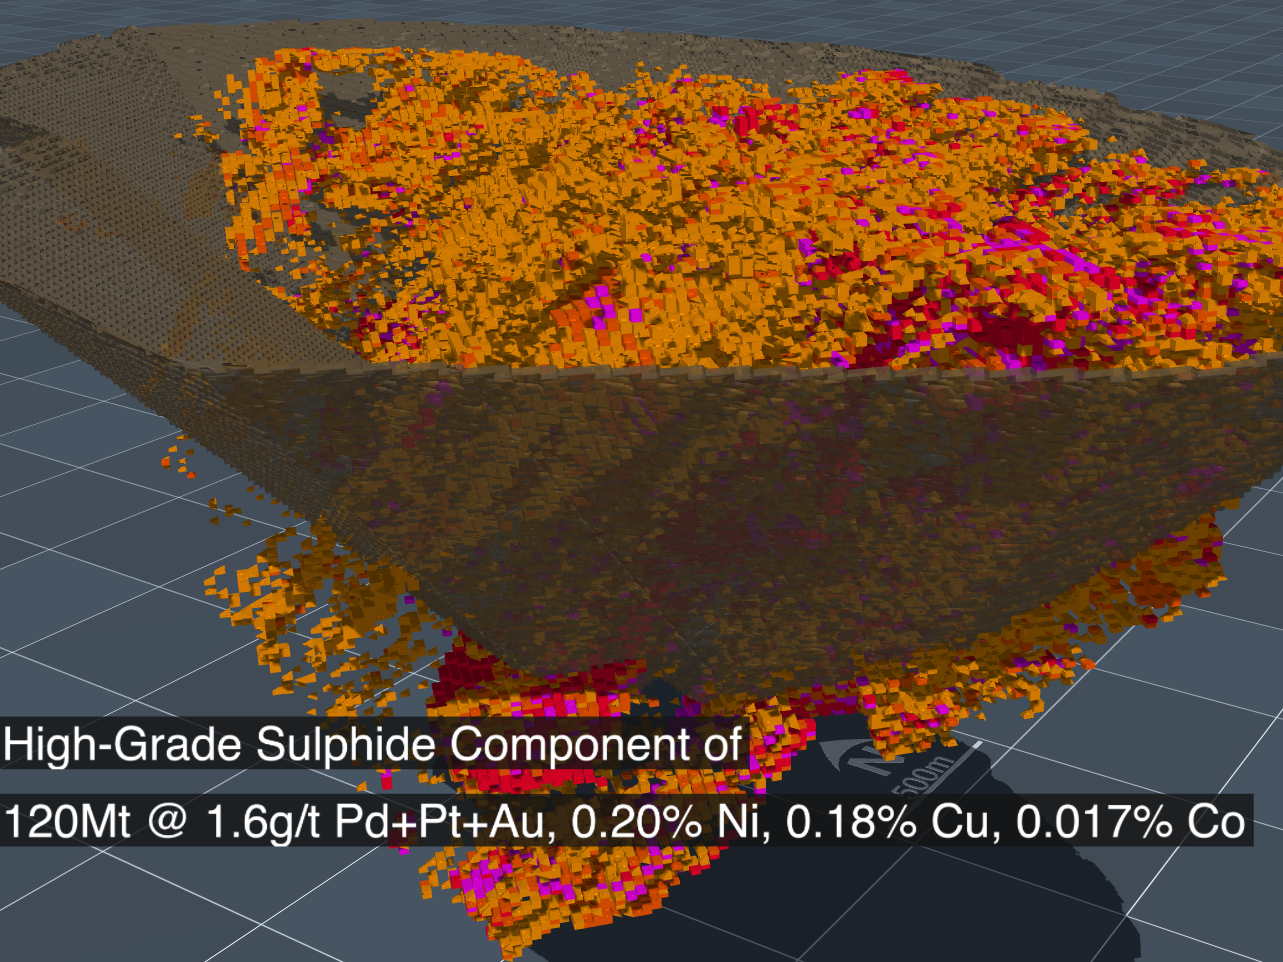 High-Grade Sulphide Component of
N
500m
120Mt @ 1.6g/t Pd+Pt+Au, 0.20% Ni, 0.18% Cu, 0.017% Co